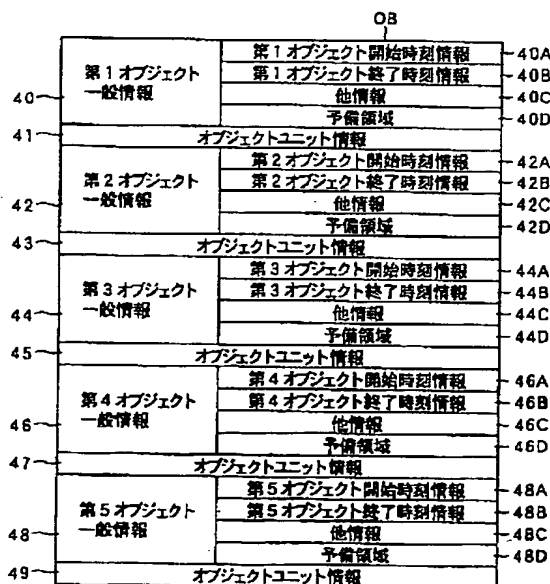 OB
第1オブジェクト開始時刻情報 40A
第1オブジェクト
一般情報
第1オブジェクト終了時刻情報 40B
40 他情報 40C
予備領域 40D
41 オブジェクトユニット情報
第2オブジェクト開始時刻情報 42A
第2オブジェクト
一般情報
第2オブジェクト終了時刻情報 42B
42 他情報 42C
予備領域 42D
43 オブジェクトユニット情報
第3オブジェクト開始時刻情報 44A
第3オブジェクト
一般情報
第3オブジェクト終了時刻情報 44B
44 他情報 44C
予備領域 44D
45 オブジェクトユニット情報
第4オブジェクト開始時刻情報 46A
第4オブジェクト
一般情報
第4オブジェクト終了時刻情報 46B
46 他情報 46C
予備領域 46D
47 オブジェクトユニット情報
第5オブジェクト開始時刻情報 48A
第5オブジェクト
一般情報
第5オブジェクト終了時刻情報 48B
48 他情報 48C
予備領域 48D
49 オブジェクトユニット情報